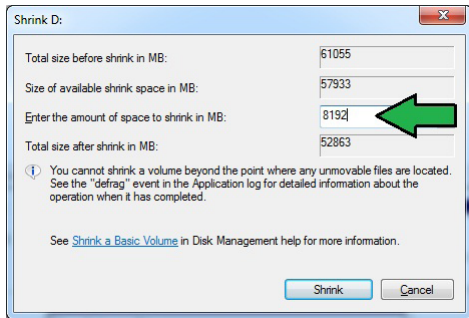 Shrink D:
Total size before shrink in MB: 61055
Size of available shrink space in MB: 57933
Enter the amount of space to shrink in MB: 8192
Total size after shrink in MB: 52863
You cannot shrink a volume beyond the point where any unmovable files are located.
See the "defrag" event in the Application log for detailed information about the
operation when it has completed.
See Shrink a Basic Volume in Disk Management help for more information.
Shrink Cancel